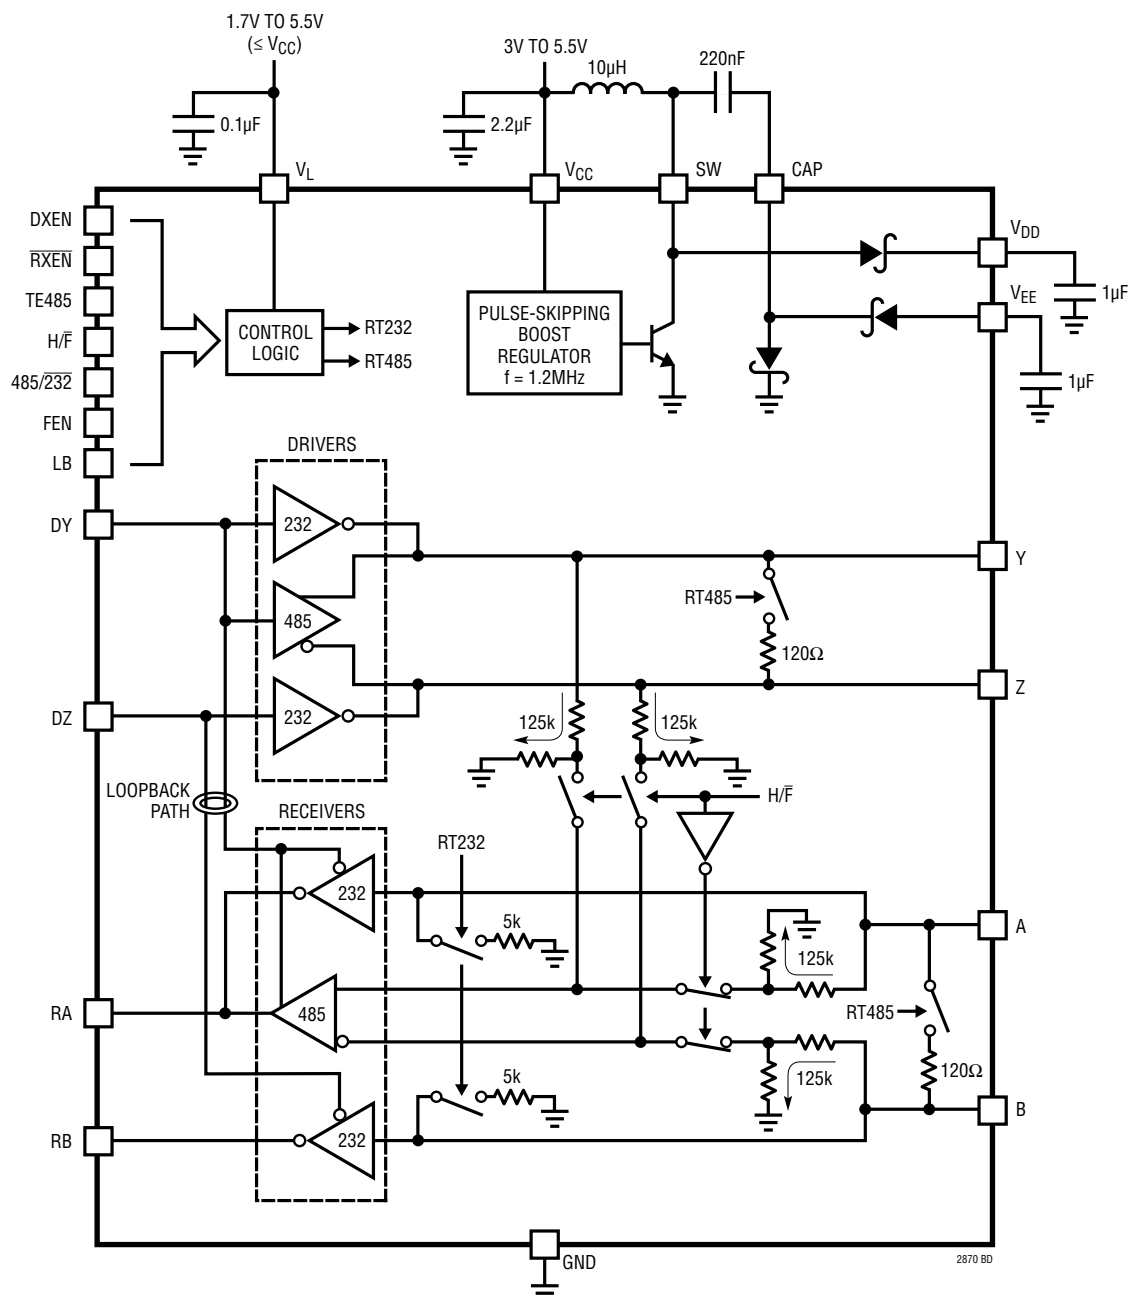 1.7V TO 5.5V
(≤ VCC)
3V TO 5.5V
10µH
220nF
0.1µF
2.2µF
VL
VCC
SW
CAP
DXEN
R̅X̅E̅N̅
TE485
H/F̅
485/2̅3̅2̅
FEN
LB
CONTROL
LOGIC
RT232
RT485
PULSE-SKIPPING
BOOST
REGULATOR
f = 1.2MHz
VDD
1µF
VEE
1µF
DRIVERS
DY
232
485
232
DZ
Y
RT485
120Ω
Z
125k
125k
H/F̅
LOOPBACK
PATH
RECEIVERS
RT232
232
5k
A
125k
RA
485
RT485
125k
120Ω
5k
B
RB
232
GND
2870 BD